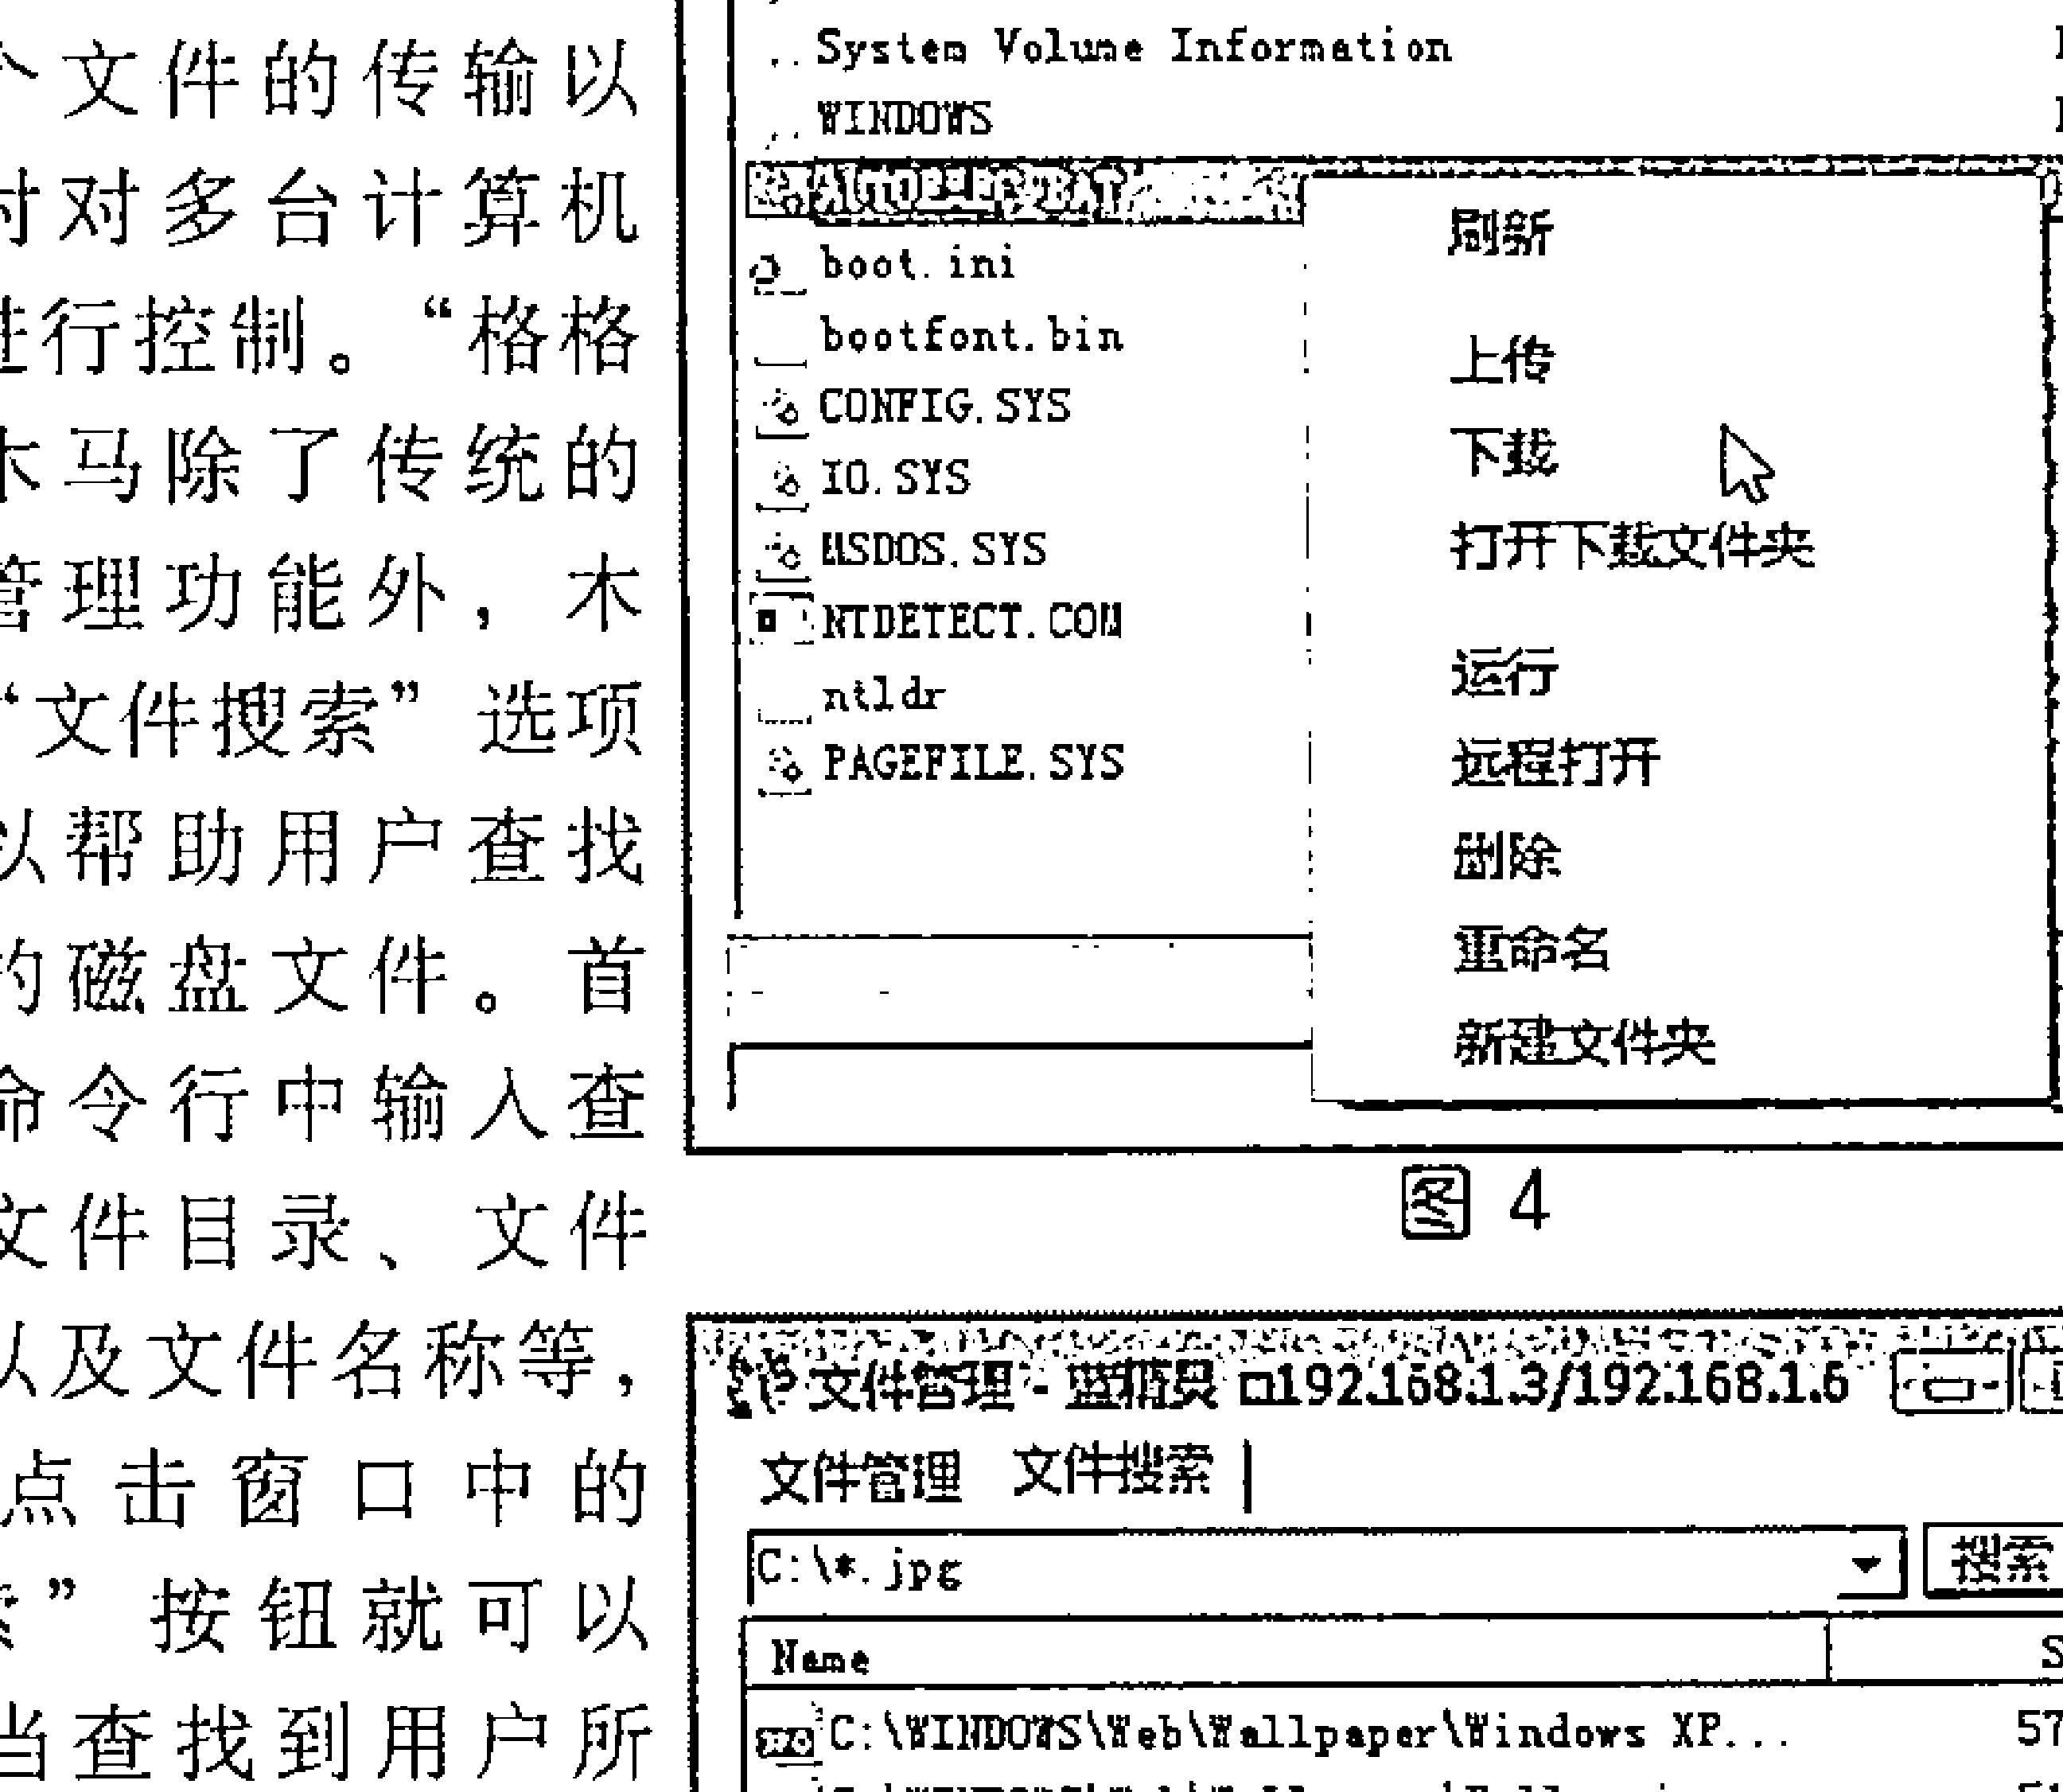 个文件的传输以
时对多台计算机
进行控制。“格格
木马除了传统的
管理功能外，木
“文件搜索”选项
以帮助用户查找
的磁盘文件。首
命令行中输入查
文件目录、文件
以及文件名称等，
点击窗口中的
索”按钮就可以
当查找到用户所
System Volume Information
WINDOWS
AUTOEXEC.BAT
boot.ini
bootfont.bin
CONFIG.SYS
IO.SYS
MSDOS.SYS
NTDETECT.COM
ntldr
PAGEFILE.SYS
刷新
上传
下载
打开下载文件夹
运行
远程打开
删除
重命名
新建文件夹
图 4
文件管理 - 蓝精灵 □192.168.1.3/192.168.1.6
文件管理 文件搜索
C:\*.jpg 搜索
Name S
C:\WINDOWS\Web\Wallpaper\Windows XP... 57